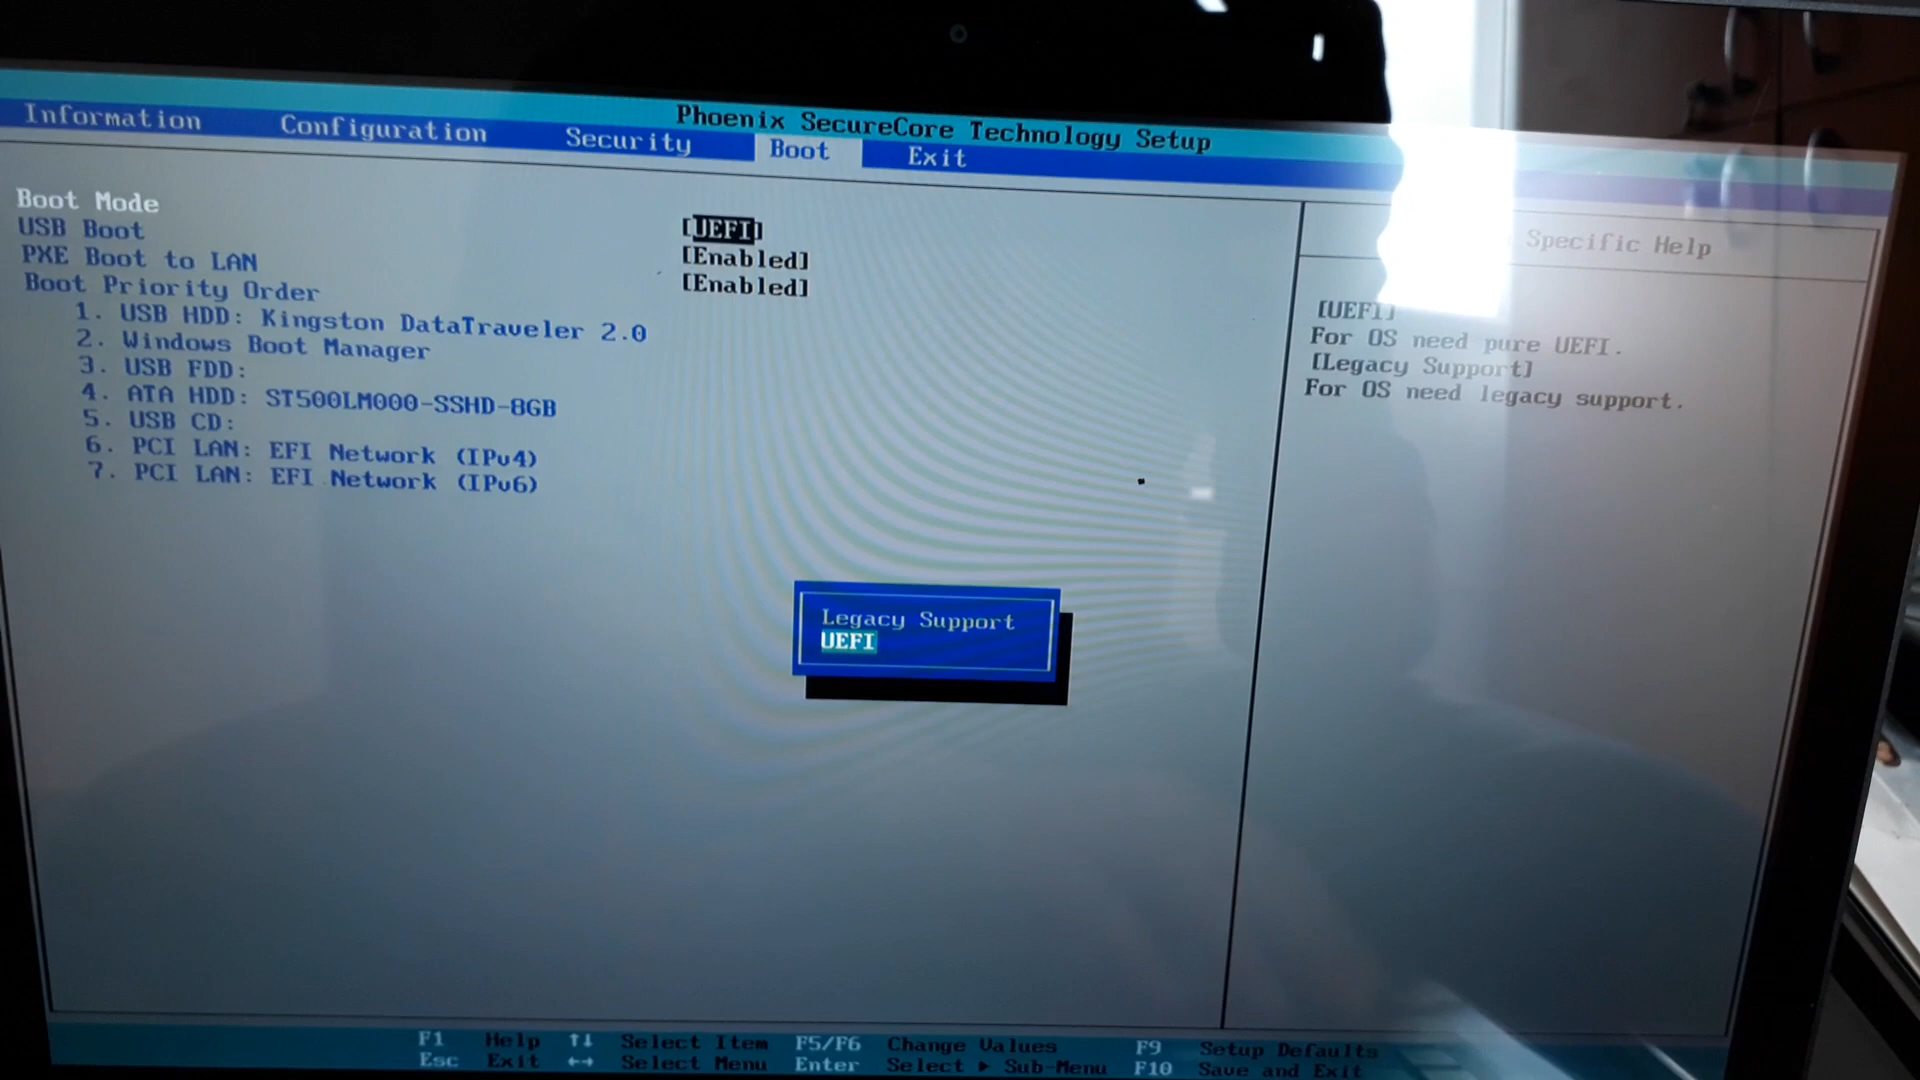 Phoenix SecureCore Technology Setup
Information Configuration Security Boot Exit
Boot Mode [UEFI]
USB Boot [Enabled]
PXE Boot to LAN [Enabled]
Boot Priority Order
1. USB HDD: Kingston DataTraveler 2.0
2. Windows Boot Manager
3. USB FDD:
4. ATA HDD: ST500LM000-SSHD-8GB
5. USB CD:
6. PCI LAN: EFI Network (IPv4)
7. PCI LAN: EFI Network (IPv6)
Legacy Support
UEFI
Specific Help
[UEFI]
For OS need pure UEFI.
[Legacy Support]
For OS need legacy support.
F1 Help ↑↓ Select Item F5/F6 Change Values F9 Setup Defaults
Esc Exit ←→ Select Menu Enter Select ▶ Sub-Menu F10 Save and Exit